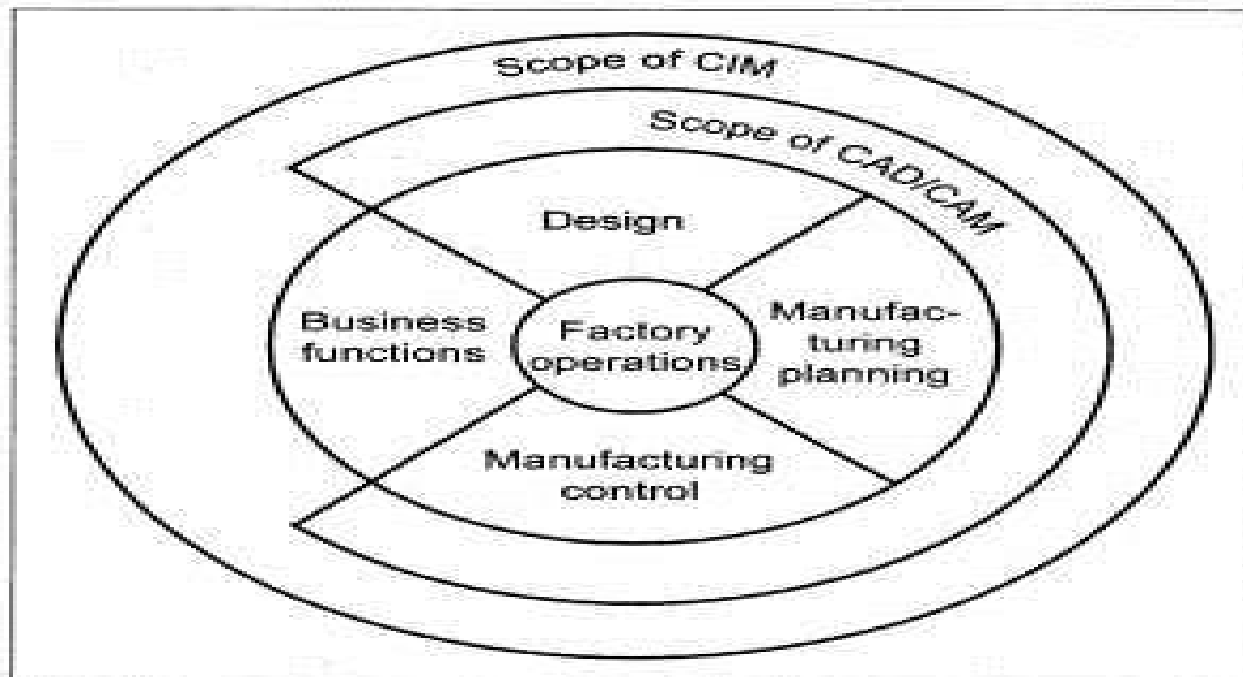 Scope of CIM
Scope of CAD/CAM
Design
Business
functions
Factory
operations
Manufac-
turing
planning
Manufacturing
control